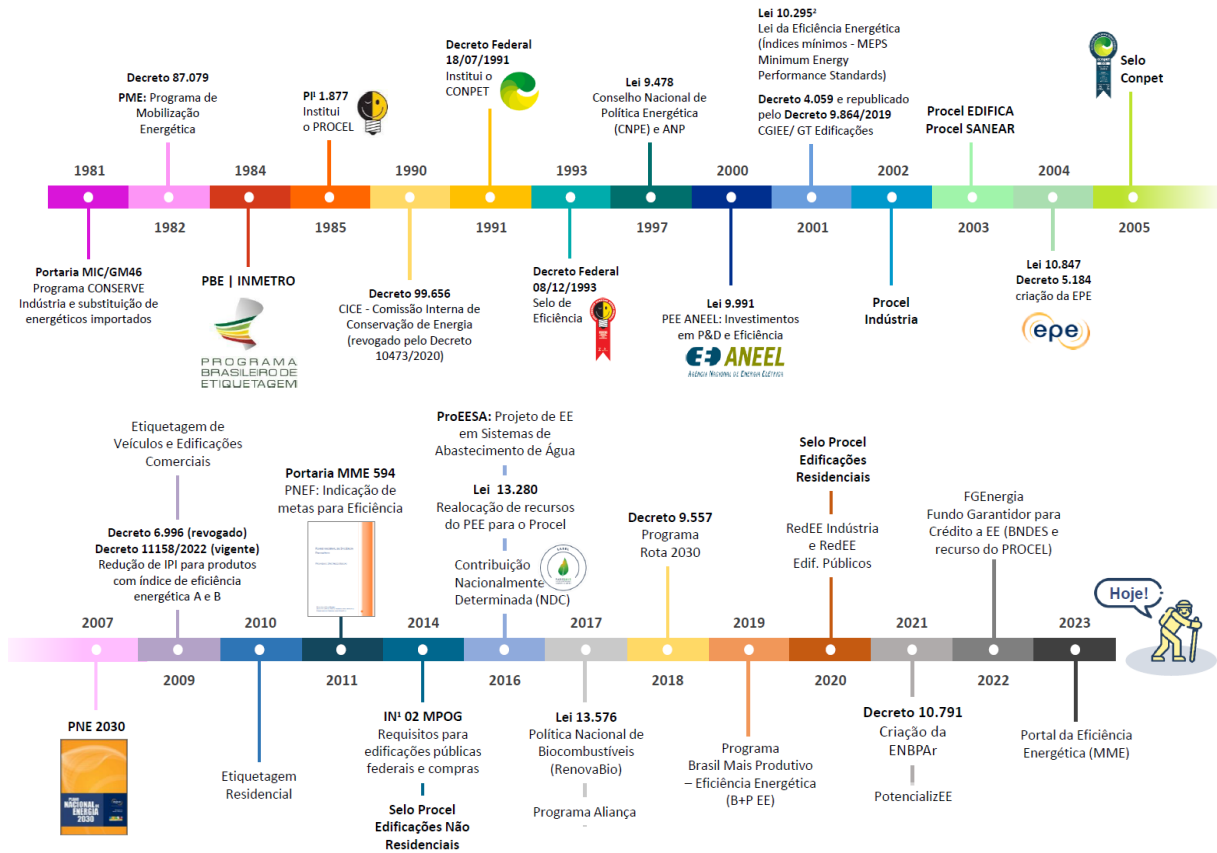 Decreto 87.079
PME: Programa de
Mobilização
Energética
PI¹ 1.877
Institui
o PROCEL
Decreto Federal
18/07/1991
Institui o
CONPET
Lei 9.478
Conselho Nacional de
Política Energética
(CNPE) e ANP
Lei 10.295²
Lei da Eficiência Energética
(Índices mínimos - MEPS
Minimum Energy
Performance Standards)
Decreto 4.059 e republicado
pelo Decreto 9.864/2019
CGIEE/ GT Edificações
Procel EDIFICA
Procel SANEAR
Selo
Conpet
1981
1984
1990
1993
2000
2002
2004
1982
1985
1991
1997
2001
2003
2005
Portaria MIC/GM46
Programa CONSERVE
Indústria e substituição de
energéticos importados
PBE | INMETRO
PROGRAMA
BRASILEIRO DE
ETIQUETAGEM
Decreto 99.656
CICE - Comissão Interna de
Conservação de Energia
(revogado pelo Decreto
10473/2020)
Decreto Federal
08/12/1993
Selo de
Eficiência
Lei 9.991
PEE ANEEL: Investimentos
em P&D e Eficiência
ANEEL
Agência Nacional de Energia Elétrica
Procel
Indústria
Lei 10.847
Decreto 5.184
criação da EPE
epe
Etiquetagem de
Veículos e Edificações
Comerciais
Decreto 6.996 (revogado)
Decreto 11158/2022 (vigente)
Redução de IPI para produtos
com índice de eficiência
energética A e B
Portaria MME 594
PNEF: Indicação de
metas para Eficiência
ProEESA: Projeto de EE
em Sistemas de
Abastecimento de Água
Lei 13.280
Realocação de recursos
do PEE para o Procel
Contribuição
Nacionalmente
Determinada (NDC)
Decreto 9.557
Programa
Rota 2030
Selo Procel
Edificações
Residenciais
RedEE Indústria
e RedEE
Edif. Públicos
FGEnergia
Fundo Garantidor para
Crédito a EE (BNDES e
recurso do PROCEL)
Hoje!
2007
2010
2014
2017
2019
2021
2023
2009
2011
2016
2018
2020
2022
PNE 2030
PLANO
NACIONAL DE
ENERGIA
2030
Etiquetagem
Residencial
IN¹ 02 MPOG
Requisitos para
edificações públicas
federais e compras
Selo Procel
Edificações Não
Residenciais
Lei 13.576
Política Nacional de
Biocombustíveis
(RenovaBio)
Programa Aliança
Programa
Brasil Mais Produtivo
– Eficiência Energética
(B+P EE)
Decreto 10.791
Criação da
ENBPAr
PotencializEE
Portal da Eficiência
Energética (MME)